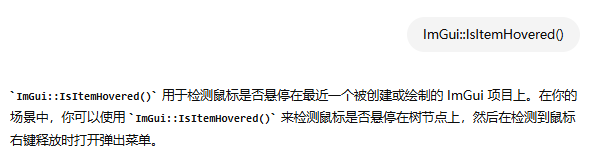 ImGui::IsItemHovered()
`ImGui::IsItemHovered()` 用于检测鼠标是否悬停在最近一个被创建或绘制的 ImGui 项目上。在你的
场景中，你可以使用 `ImGui::IsItemHovered()` 来检测鼠标是否悬停在树节点上，然后在检测到鼠标
右键释放时打开弹出菜单。